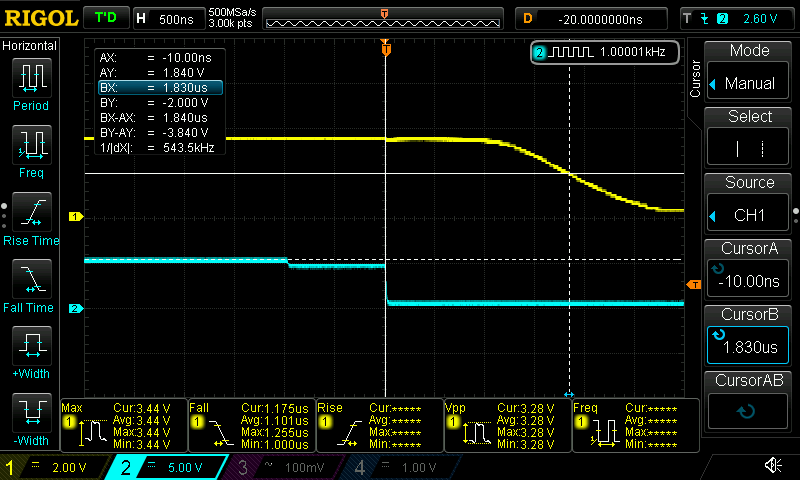 RIGOL T'D H 500ns 500MSa/s 3.00k pts T D -20.0000000ns T 2 2.60 V
Horizontal
Period
Freq
Rise Time
Fall Time
+Width
-Width
AX: = -10.00ns
AY: = 1.840 V
BX: = 1.830us
BY: = -2.000 V
BX-AX: = 1.840us
BY-AY: = -3.840 V
1/|dX|: = 543.5kHz
T
2 1.00001kHz
1
2
T
Cursor
Mode
Manual
Select
Source
CH1
CursorA
-10.00ns
CursorB
1.830us
CursorAB
Max Cur: 3.44 V
1 Avg: 3.44 V
Max: 3.44 V
Min: 3.44 V
Fall Cur: 1.175us
1 Avg: 1.101us
Max: 1.255us
Min: 1.000us
Rise Cur: *****
1 Avg: *****
Max: *****
Min: *****
Vpp Cur: 3.28 V
1 Avg: 3.28 V
Max: 3.28 V
Min: 3.28 V
Freq Cur: *****
1 Avg: *****
Max: *****
Min: *****
1 = 2.00 V 2 = 5.00 V 3 ~ 100mV 4 = 1.00 V